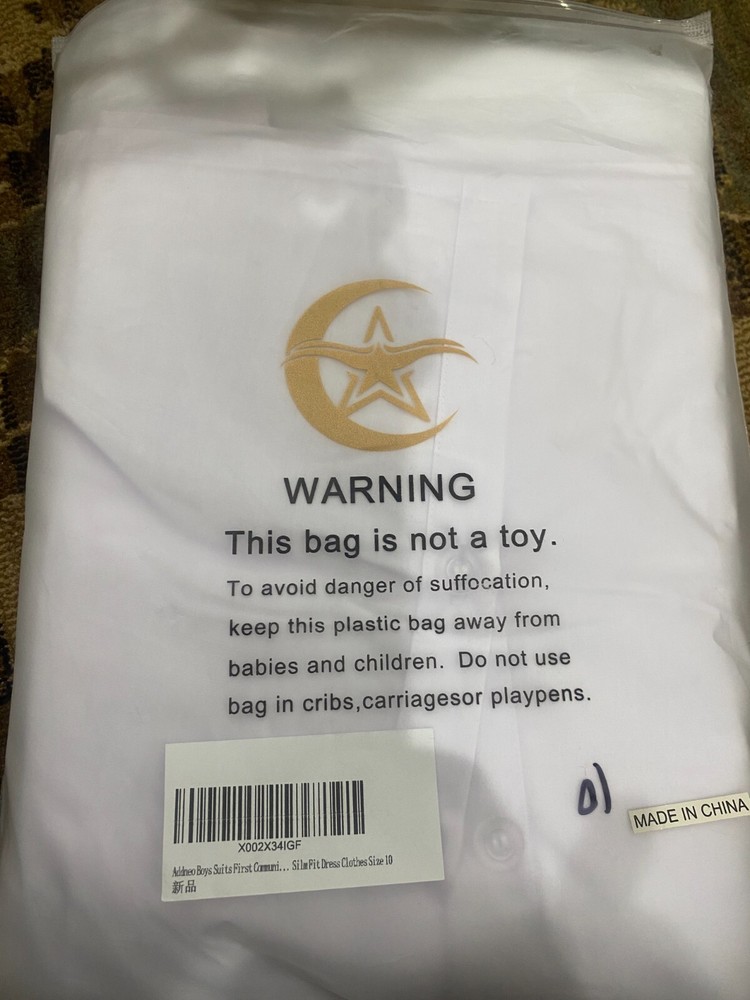 WARNING
This bag is not a toy.
To avoid danger of suffocation,
keep this plastic bag away from
babies and children. Do not use
bag in cribs,carriagesor playpens.
MADE IN CHINA
X002X34IGF
Addneo Boys Suits First Communi... Silm Fit Dress Clothes Size 10
新品